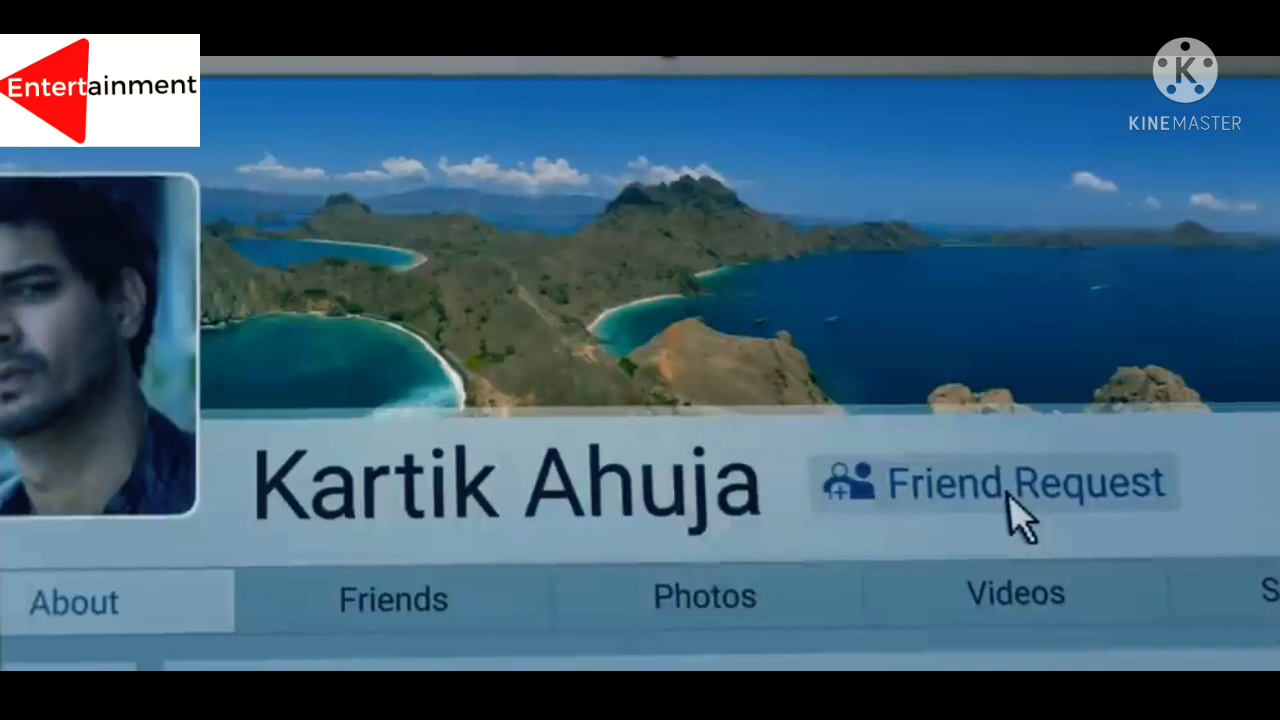 Entertainment
KINEMASTER
Kartik Ahuja
Friend Request
About
Friends
Photos
Videos
S